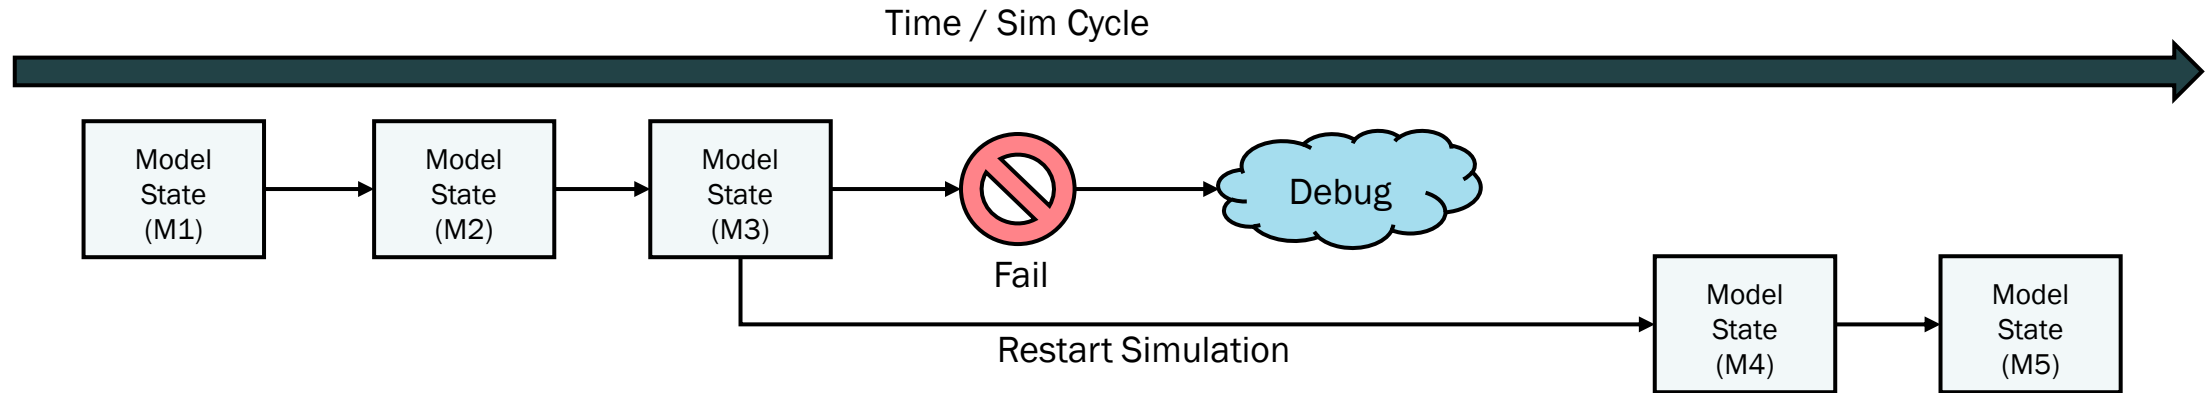 Time / Sim Cycle
Model
State
(M1)
Model
State
(M2)
Model
State
(M3)
Fail
Debug
Restart Simulation
Model
State
(M4)
Model
State
(M5)